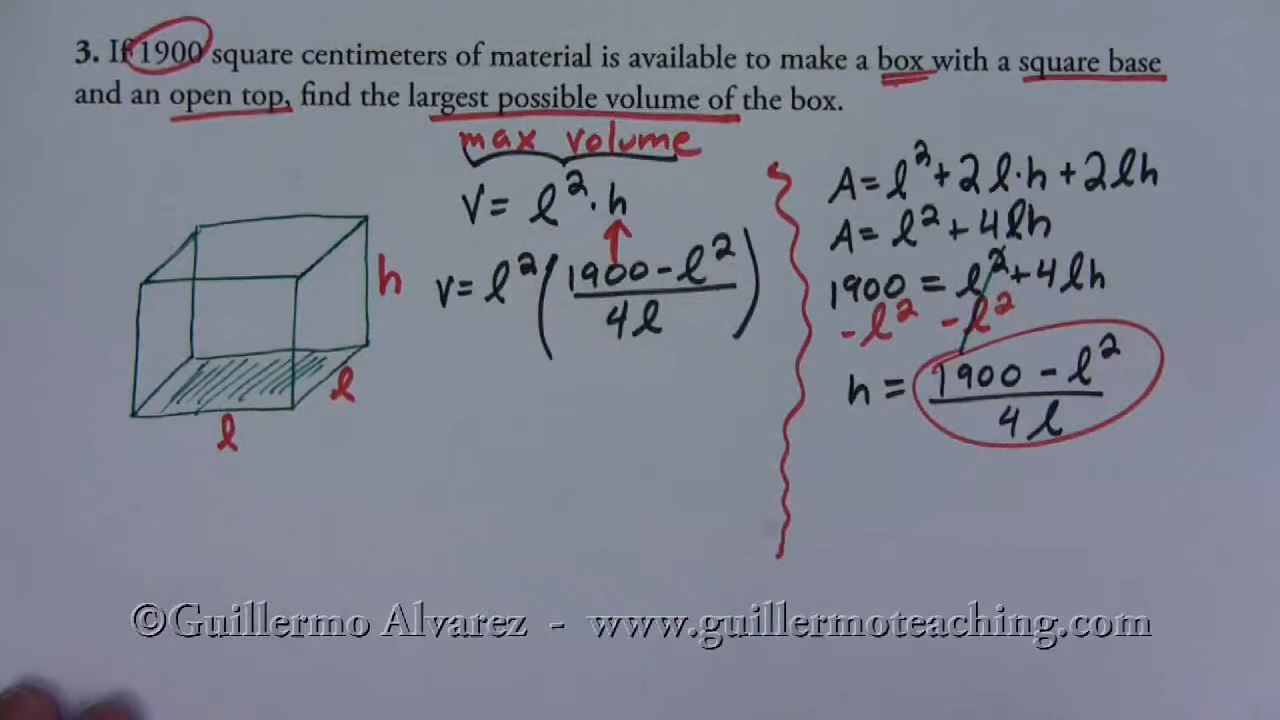 3. If 1900 square centimeters of material is available to make a box with a square base
and an open top, find the largest possible volume of the box.
max volume
V = ℓ² · h
V = ℓ² (1900 - ℓ² / 4ℓ)
h
ℓ
ℓ
A = ℓ² + 2ℓ·h + 2ℓh
A = ℓ² + 4ℓh
1900 = ℓ² + 4ℓh
-ℓ² -ℓ²
h = 1900 - ℓ² / 4ℓ
©Guillermo Alvarez - www.guillermoteaching.com